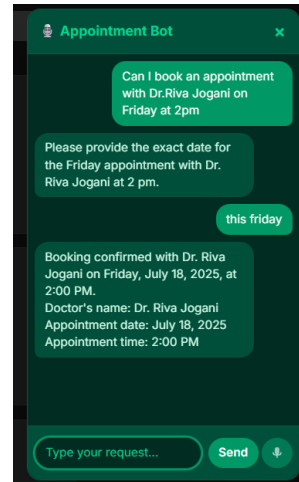 Appointment Bot
×
Can I book an appointment
with Dr.Riva Jogani on
Friday at 2pm
Please provide the exact date for
the Friday appointment with Dr.
Riva Jogani at 2 pm.
this friday
Booking confirmed with Dr. Riva
Jogani on Friday, July 18, 2025, at
2:00 PM.
Doctor's name: Dr. Riva Jogani
Appointment date: July 18, 2025
Appointment time: 2:00 PM
Type your request...
Send